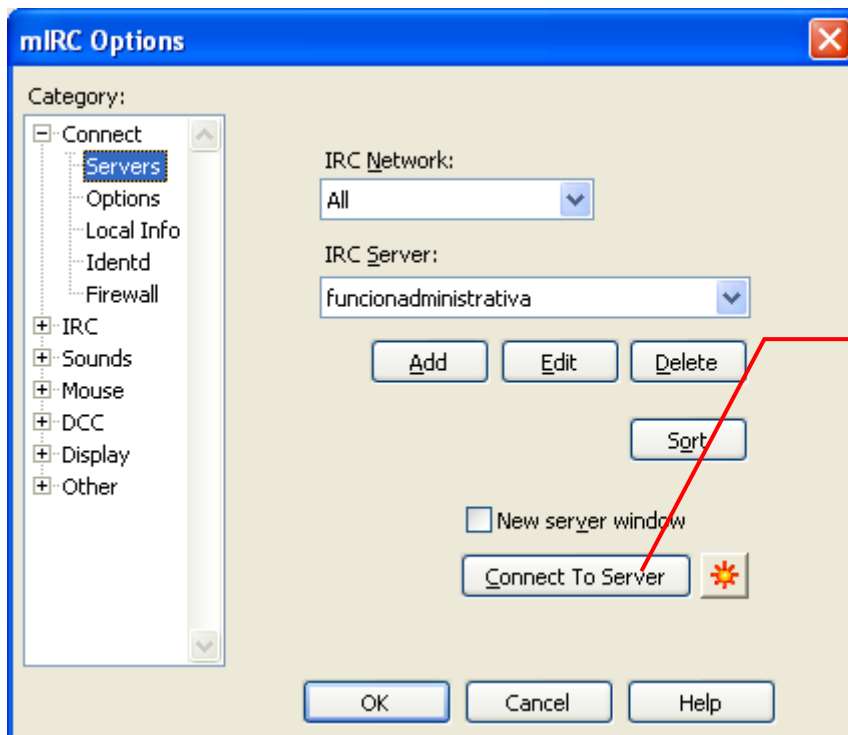 mIRC Options
Category:
Connect
Servers
Options
Local Info
Identd
Firewall
IRC
Sounds
Mouse
DCC
Display
Other
IRC Network:
All
IRC Server:
funcionadministrativa
Add
Edit
Delete
Sort
New server window
Connect To Server
OK
Cancel
Help